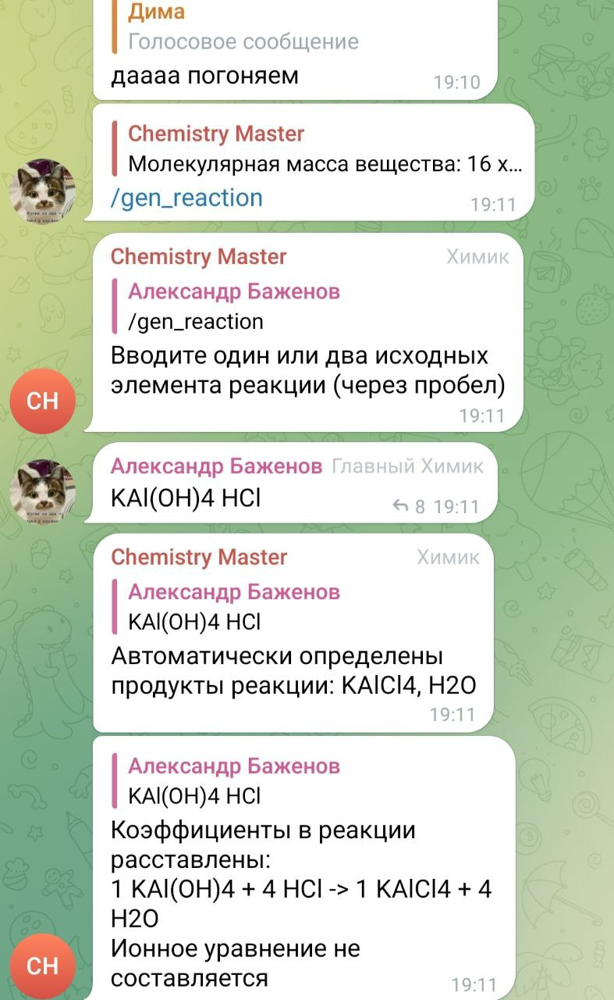 Дима
Голосовое сообщение
даааа погоняем
19:10
Chemistry Master
Молекулярная масса вещества: 16 х...
/gen_reaction
19:11
Chemistry Master
Химик
Александр Баженов
/gen_reaction
Вводите один или два исходных
элемента реакции (через пробел)
19:11
CH
Александр Баженов Главный Химик
KAl(OH)4 HCl
8 19:11
Chemistry Master
Химик
Александр Баженов
KAl(OH)4 HCl
Автоматически определены
продукты реакции: KAlCl4, H2O
19:11
Александр Баженов
KAl(OH)4 HCl
Коэффициенты в реакции
расставлены:
1 KAl(OH)4 + 4 HCl -> 1 KAlCl4 + 4
H2O
Ионное уравнение не
составляется
19:11
CH